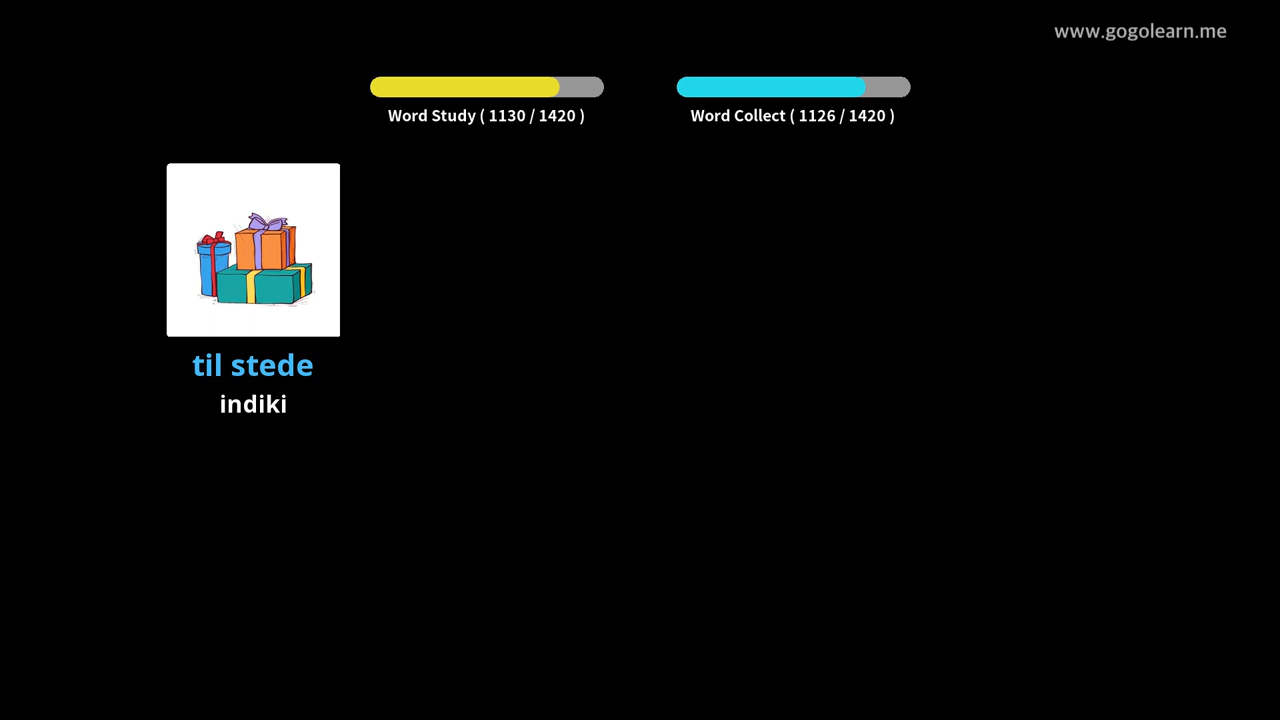 www.gogolearn.me
Word Study ( 1130 / 1420 )
Word Collect ( 1126 / 1420 )
til stede
indiki